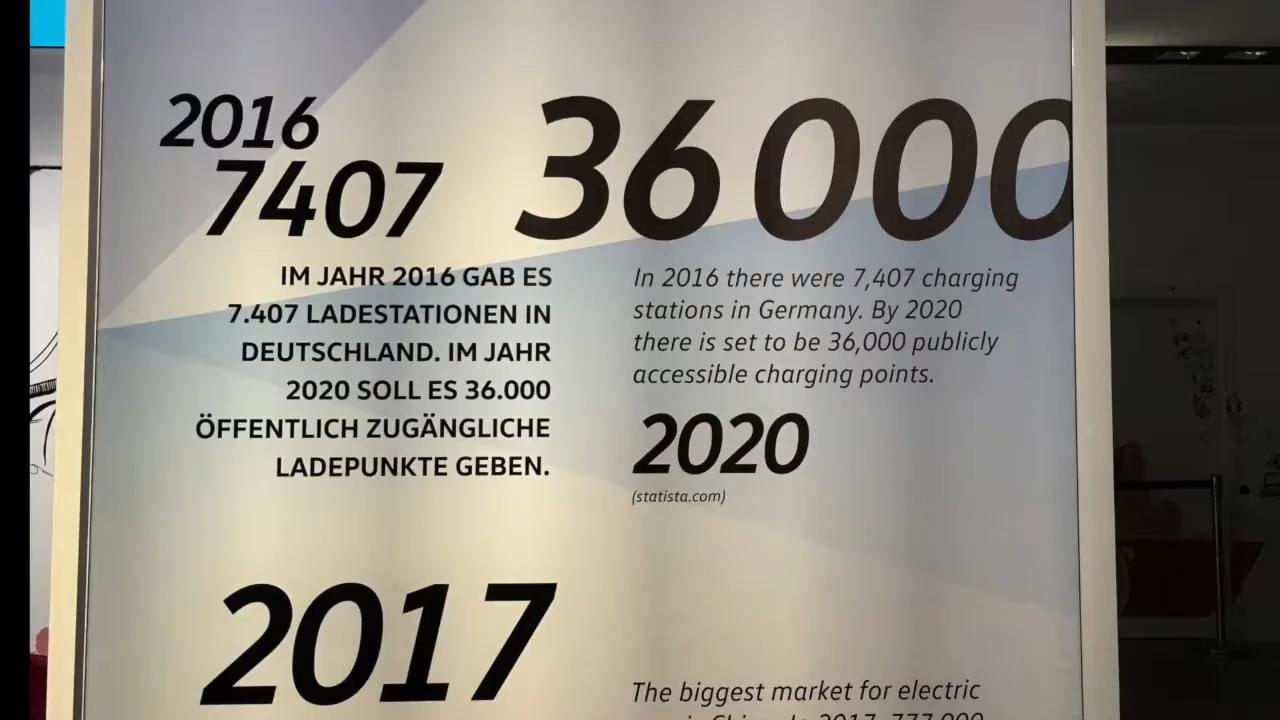 2016
7407
36 000
IM JAHR 2016 GAB ES
7.407 LADESTATIONEN IN
DEUTSCHLAND. IM JAHR
2020 SOLL ES 36.000
ÖFFENTLICH ZUGÄNGLICHE
LADEPUNKTE GEBEN.
In 2016 there were 7,407 charging
stations in Germany. By 2020
there is set to be 36,000 publicly
accessible charging points.
2020
(statista.com)
2017
The biggest market for electric